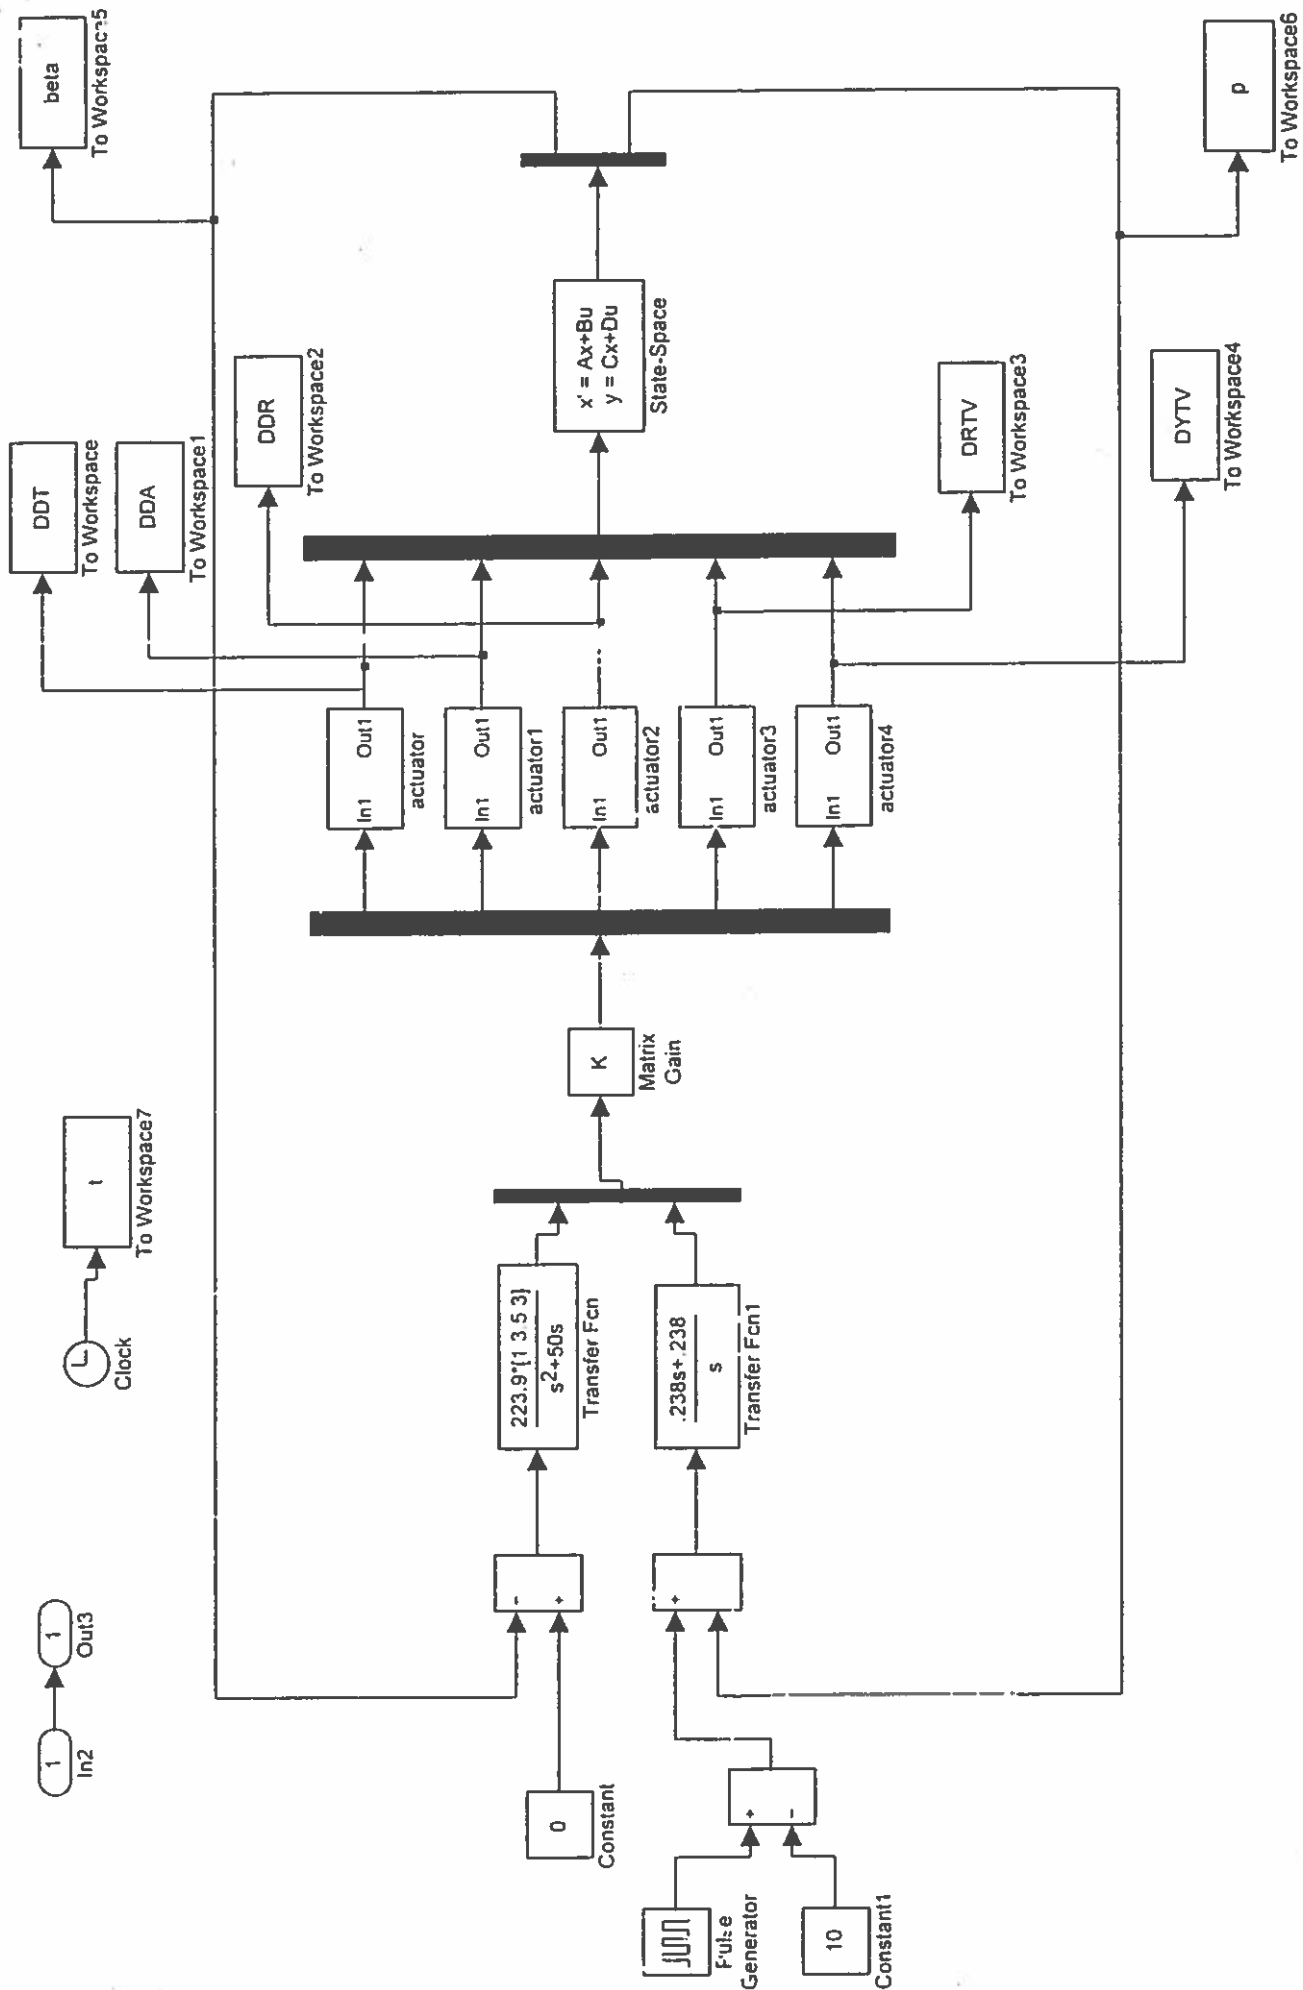 1
In2
1
Out3
Clock
t
To Workspace7
DDT
To Workspace
DDA
To Workspace1
DDR
To Workspace2
beta
To Workspace5
0
Constant
-
+
223.9*[1 3.5 3]
s²+50s
Transfer Fcn
+
.238s+.238
s
Transfer Fcn1
Pulse
Generator
10
Constant1
+
-
K
Matrix
Gain
In1 Out1
actuator
In1 Out1
actuator1
In1 Out1
actuator2
In1 Out1
actuator3
In1 Out1
actuator4
x' = Ax+Bu
y = Cx+Du
State-Space
DRTV
To Workspace3
DYTV
To Workspace4
p
To Workspace6